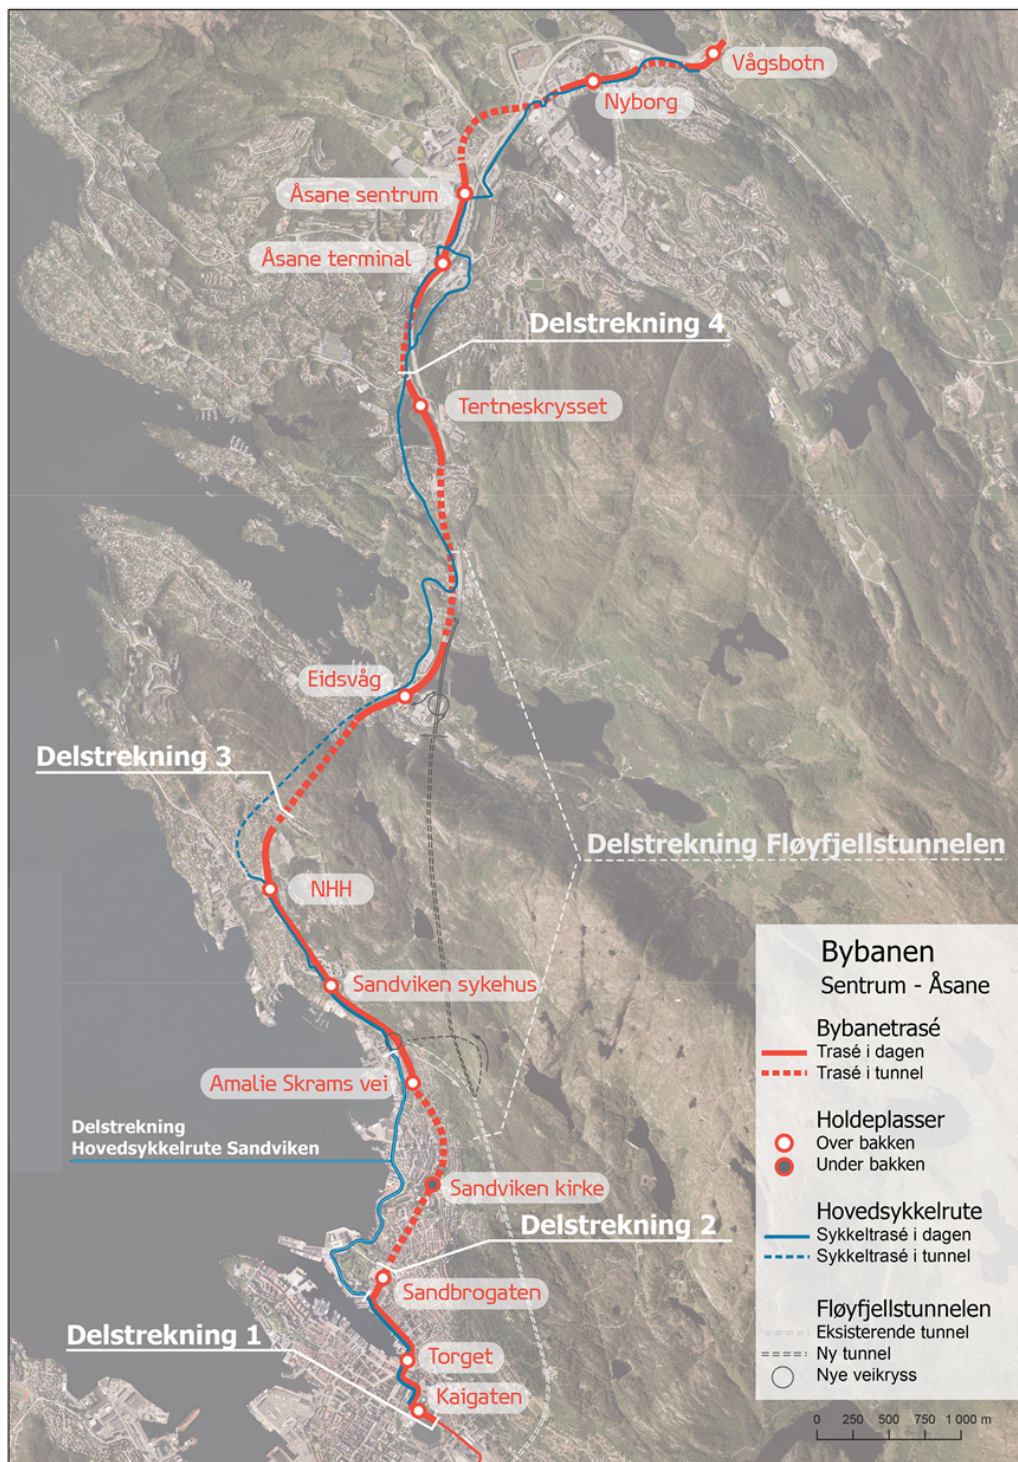 Vågsbotn
Nyborg
Åsane sentrum
Åsane terminal
Delstrekning 4
Tertneskrysset
Eidsvåg
Delstrekning 3
Delstrekning Fløyfjellstunnelen
NHH
Sandviken sykehus
Amalie Skrams vei
Delstrekning
Hovedsykkelrute Sandviken
Sandviken kirke
Delstrekning 2
Sandbrogaten
Delstrekning 1
Torget
Kaigaten
Bybanen
Sentrum - Åsane
Bybanetrasé
Trasé i dagen
Trasé i tunnel
Holdeplasser
Over bakken
Under bakken
Hovedsykkelrute
Sykkeltrasé i dagen
Sykkeltrasé i tunnel
Fløyfjellstunnelen
Eksisterende tunnel
Ny tunnel
Nye veikryss
0 250 500 750 1 000 m